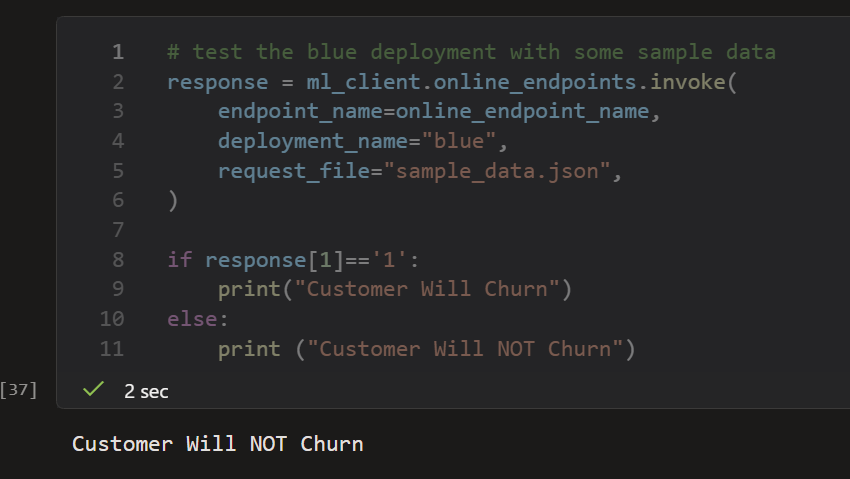 1 # test the blue deployment with some sample data
2 response = ml_client.online_endpoints.invoke(
3     endpoint_name=online_endpoint_name,
4     deployment_name="blue",
5     request_file="sample_data.json",
6 )
7
8 if response[1]=='1':
9     print("Customer Will Churn")
10 else:
11     print ("Customer Will NOT Churn")
[37] 2 sec
Customer Will NOT Churn